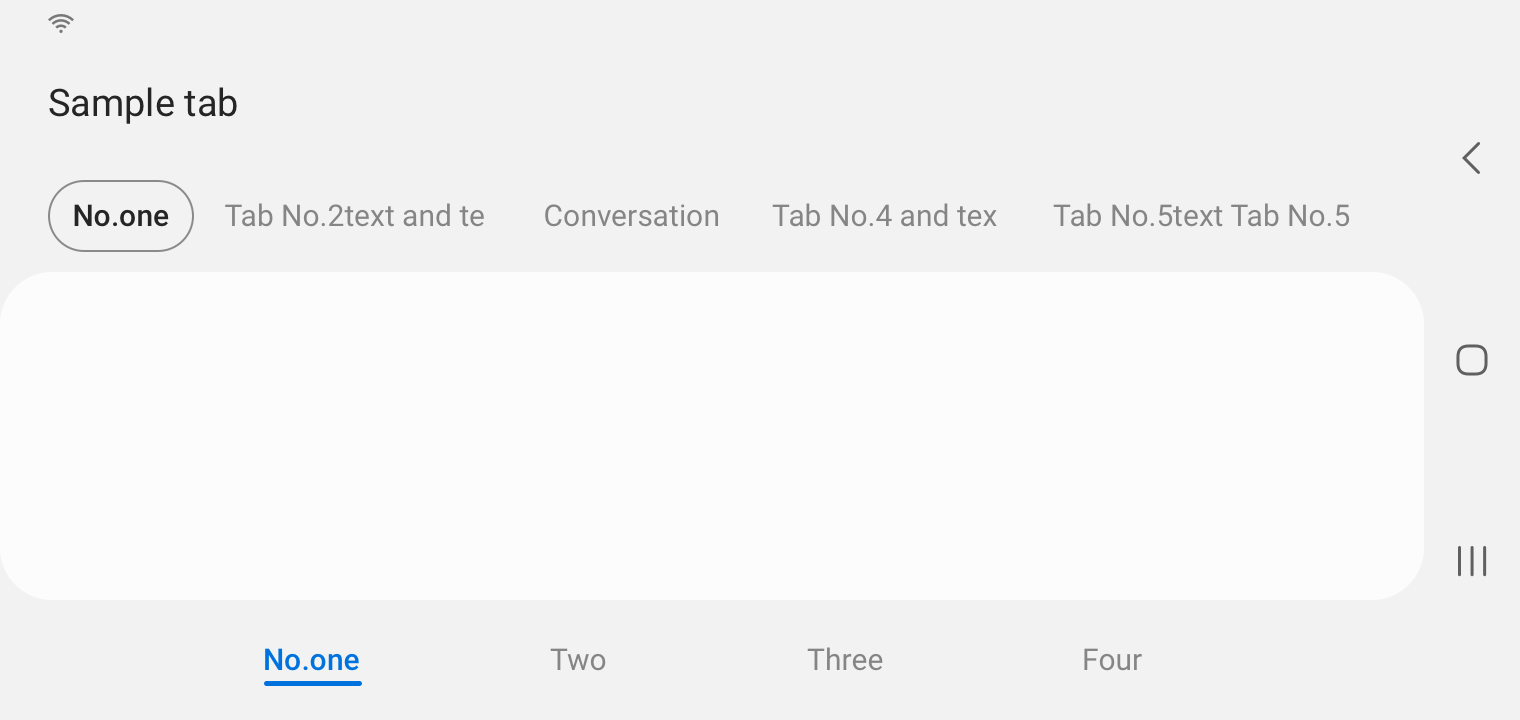 Sample tab
No.one Tab No.2text and te Conversation Tab No.4 and tex Tab No.5text Tab No.5
No.one Two Three Four